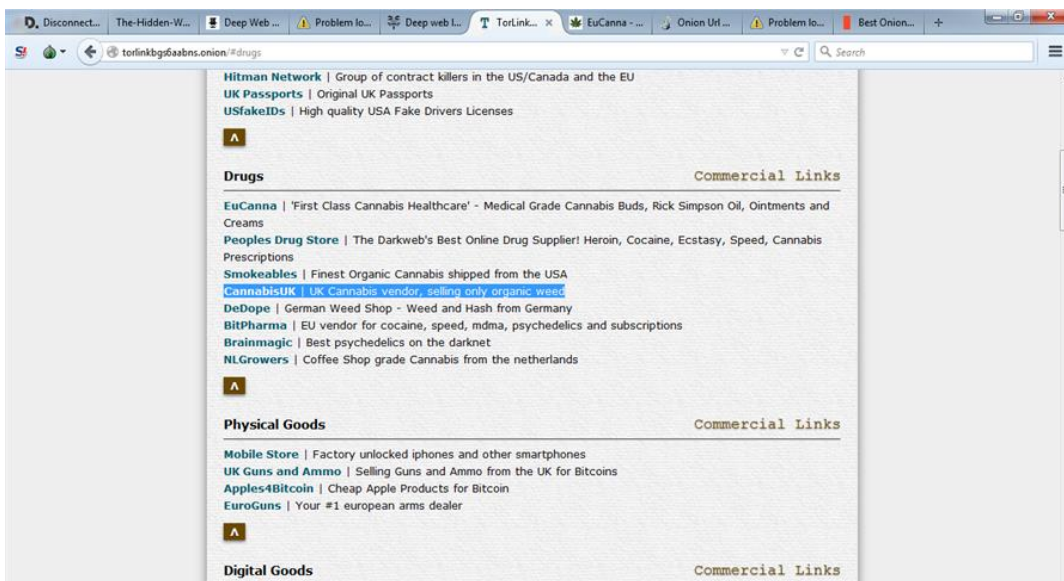 Disconnect... The-Hidden-W... Deep Web ... Problem lo... Deep web l... TorLink... × EuCanna - ... Onion Url ... Problem lo... Best Onion...
torlinkbgs6aabns.onion/#drugs Search
Hitman Network | Group of contract killers in the US/Canada and the EU
UK Passports | Original UK Passports
USfakeIDs | High quality USA Fake Drivers Licenses
Λ
Drugs Commercial Links
EuCanna | 'First Class Cannabis Healthcare' - Medical Grade Cannabis Buds, Rick Simpson Oil, Ointments and
Creams
Peoples Drug Store | The Darkweb's Best Online Drug Supplier! Heroin, Cocaine, Ecstasy, Speed, Cannabis
Prescriptions
Smokeables | Finest Organic Cannabis shipped from the USA
CannabisUK | UK Cannabis vendor, selling only organic weed
DeDope | German Weed Shop - Weed and Hash from Germany
BitPharma | EU vendor for cocaine, speed, mdma, psychedelics and subscriptions
Brainmagic | Best psychedelics on the darknet
NLGrowers | Coffee Shop grade Cannabis from the netherlands
Λ
Physical Goods Commercial Links
Mobile Store | Factory unlocked iphones and other smartphones
UK Guns and Ammo | Selling Guns and Ammo from the UK for Bitcoins
Apples4Bitcoin | Cheap Apple Products for Bitcoin
EuroGuns | Your #1 european arms dealer
Λ
Digital Goods Commercial Links